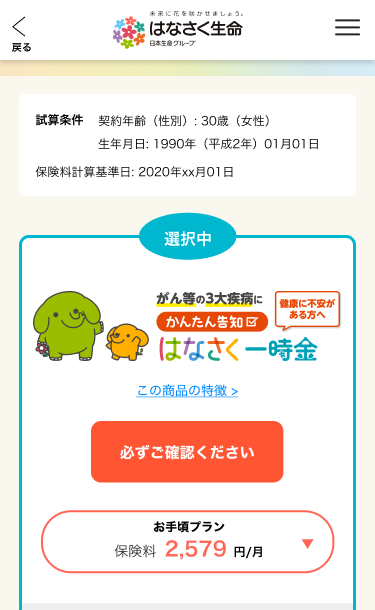 未来に花を咲かせましょう。
はなさく生命
日本生命グループ
戻る
試算条件 契約年齢（性別）: 30歳（女性）
生年月日: 1990年（平成2年）01月01日
保険料計算基準日: 2020年xx月01日
選択中
がん等の3大疾病に
かんたん告知
健康に不安が
ある方へ
はなさく一時金
この商品の特徴 >
必ずご確認ください
お手頃プラン
保険料 2,579 円/月
▼